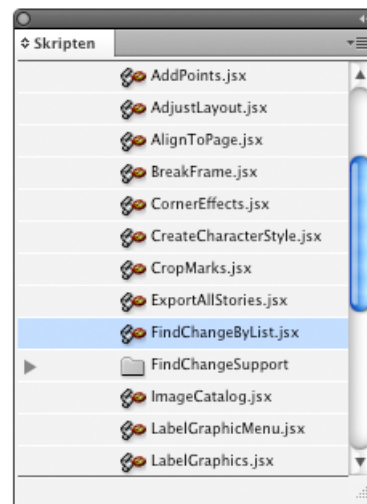 Skripten
AddPoints.jsx
AdjustLayout.jsx
AlignToPage.jsx
BreakFrame.jsx
CornerEffects.jsx
CreateCharacterStyle.jsx
CropMarks.jsx
ExportAllStories.jsx
FindChangeByList.jsx
FindChangeSupport
ImageCatalog.jsx
LabelGraphicMenu.jsx
LabelGraphics.jsx